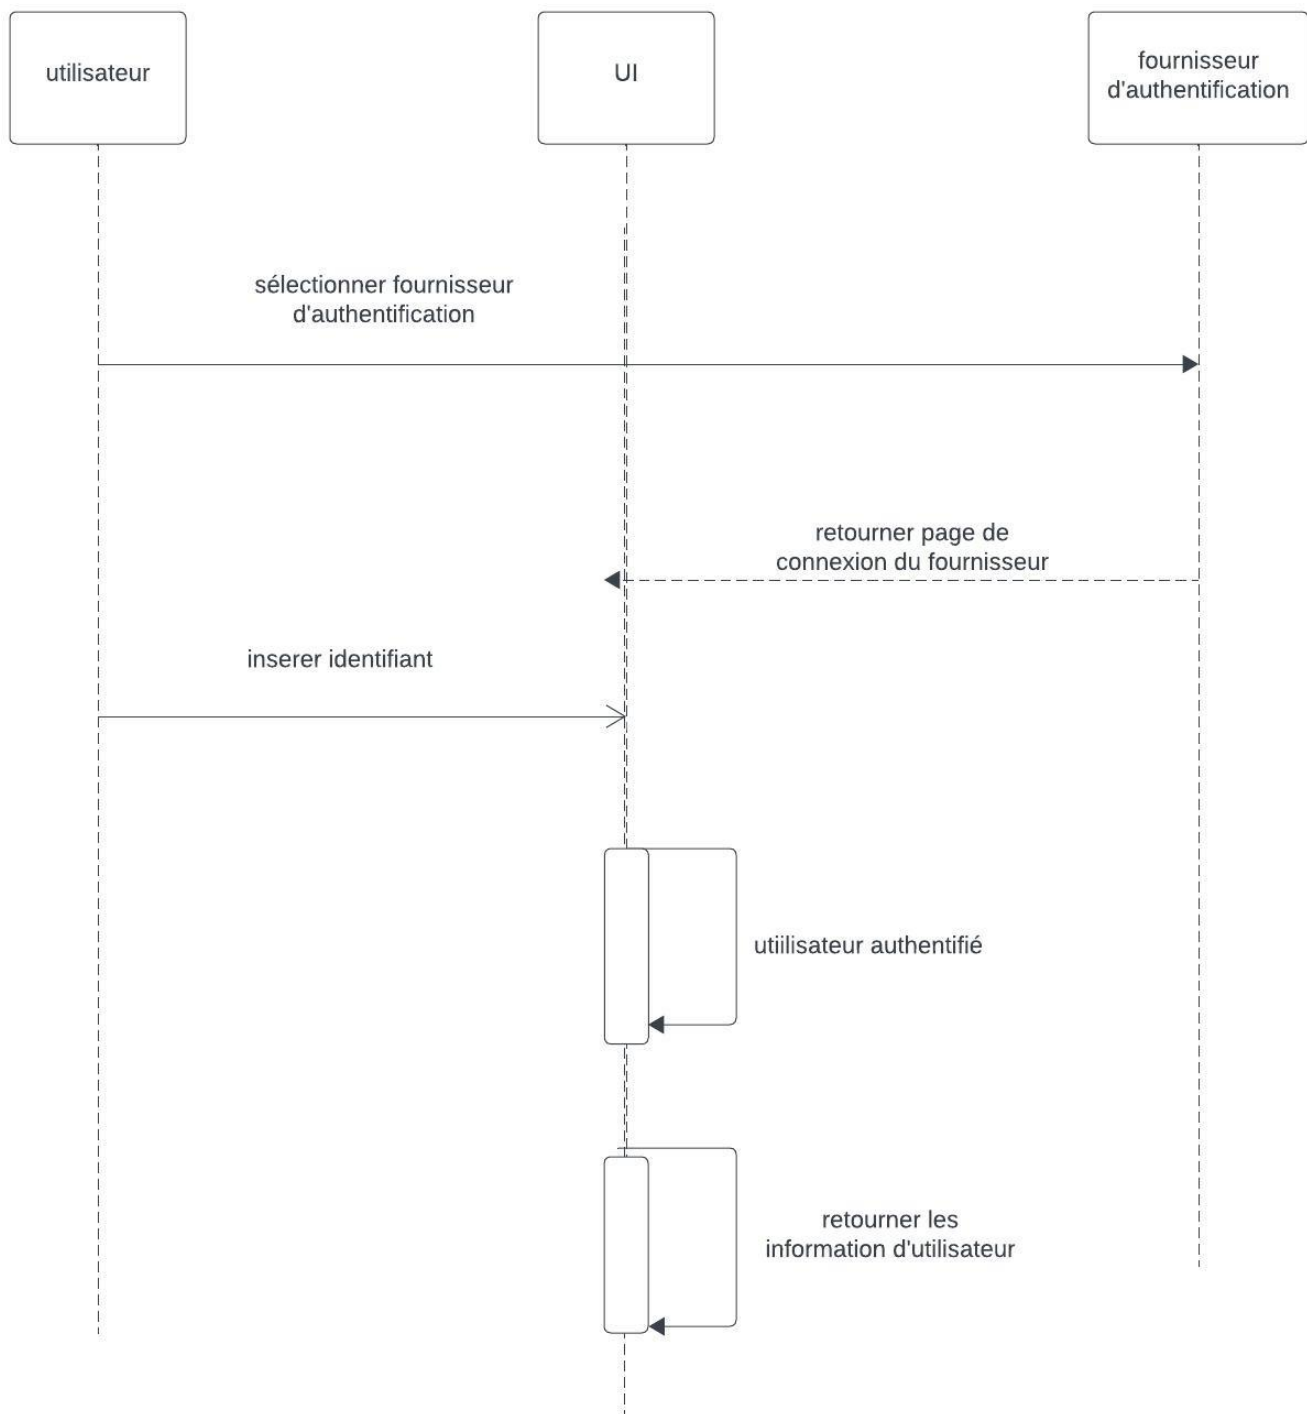 utilisateur
UI
fournisseur
d'authentification
sélectionner fournisseur
d'authentification
retourner page de
connexion du fournisseur
inserer identifiant
utiilisateur authentifié
retourner les
information d'utilisateur